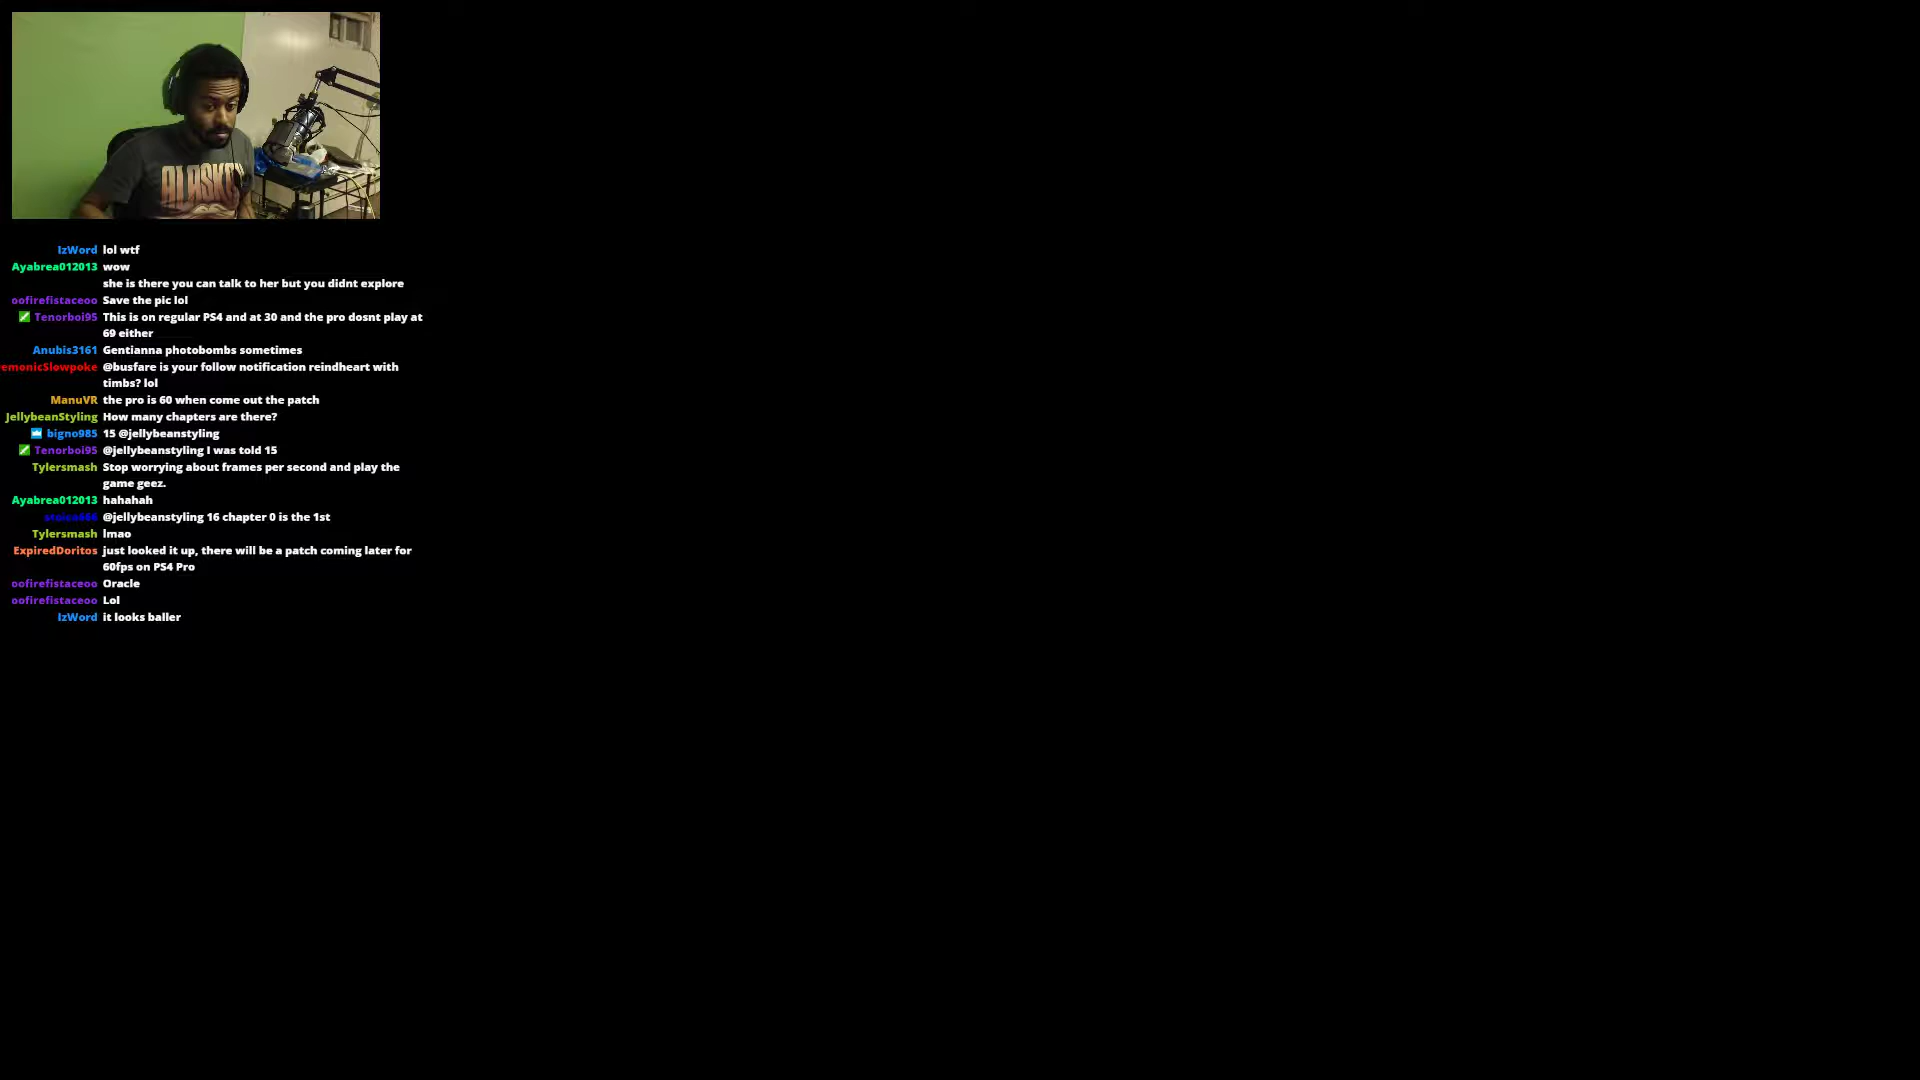 ALASKA
IzWord lol wtf
Ayabrea012013 wow
she is there you can talk to her but you didnt explore
oofirefistaceoo Save the pic lol
Tenorboi95 This is on regular PS4 and at 30 and the pro dosnt play at
69 either
Anubis3161 Gentianna photobombs sometimes
emonicSlowpoke @busfare is your follow notification reindheart with
timbs? lol
ManuVR the pro is 60 when come out the patch
JellybeanStyling How many chapters are there?
bigno985 15 @jellybeanstyling
Tenorboi95 @jellybeanstyling I was told 15
Tylersmash Stop worrying about frames per second and play the
game geez.
Ayabrea012013 hahahah
@jellybeanstyling 16 chapter 0 is the 1st
Tylersmash lmao
ExpiredDoritos just looked it up, there will be a patch coming later for
60fps on PS4 Pro
oofirefistaceoo Oracle
oofirefistaceoo Lol
IzWord it looks baller